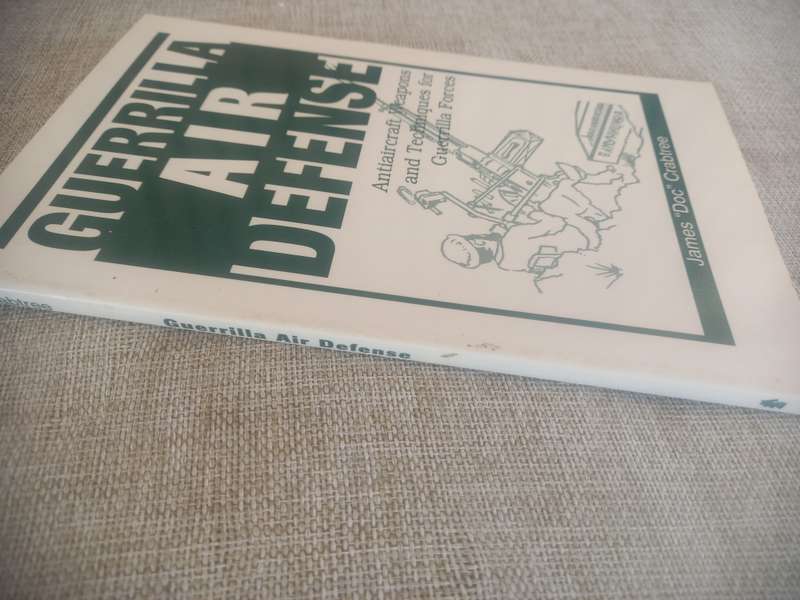 GUERRILLA
AIR
DEFENSE
Antiaircraft Weapons
and Techniques for
Guerrilla Forces
James "Doc" Crabtree
Guerrilla Air Defense